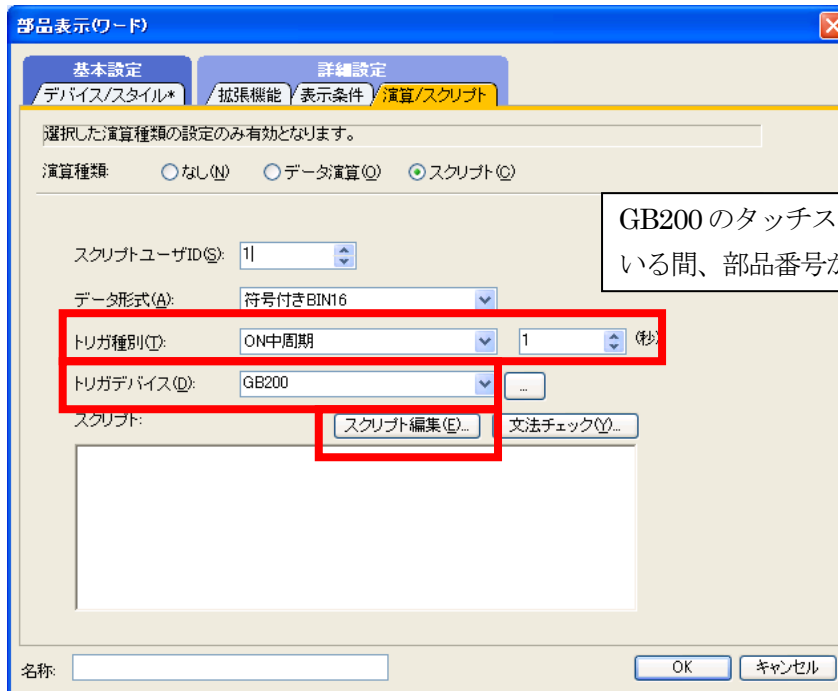 部品表示(ワード)
基本設定 詳細設定
デバイス/スタイル* 拡張機能 表示条件 演算/スクリプト
選択した演算種類の設定のみ有効となります。
演算種類: なし(N) データ演算(O) スクリプト(C)
GB200 のタッチス
いる間、部品番号が
スクリプトユーザID(S): 1
データ形式(A): 符号付きBIN16
トリガ種別(T): ON中周期 1 (秒)
トリガデバイス(D): GB200 ...
スクリプト: スクリプト編集(E)... 文法チェック(Y)...
名称: OK キャンセル